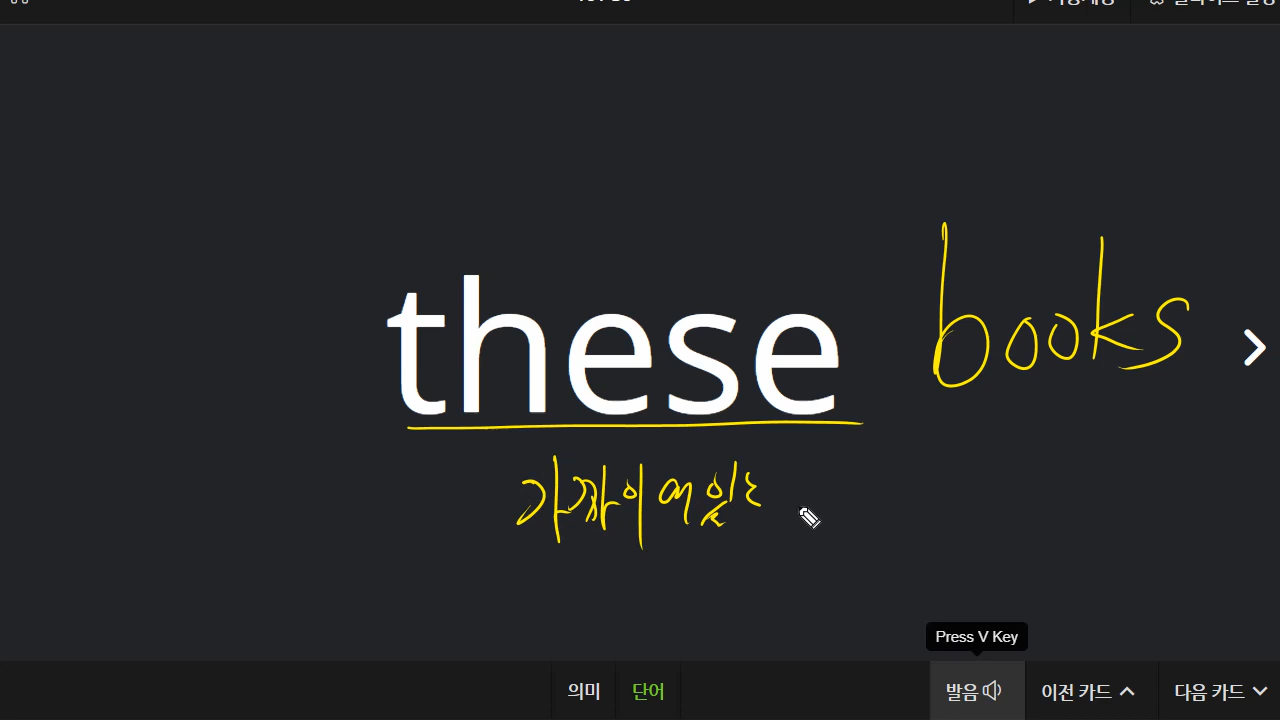 these books
가까이에 있는
Press V Key
의미 단어 발음 이전 카드 다음 카드